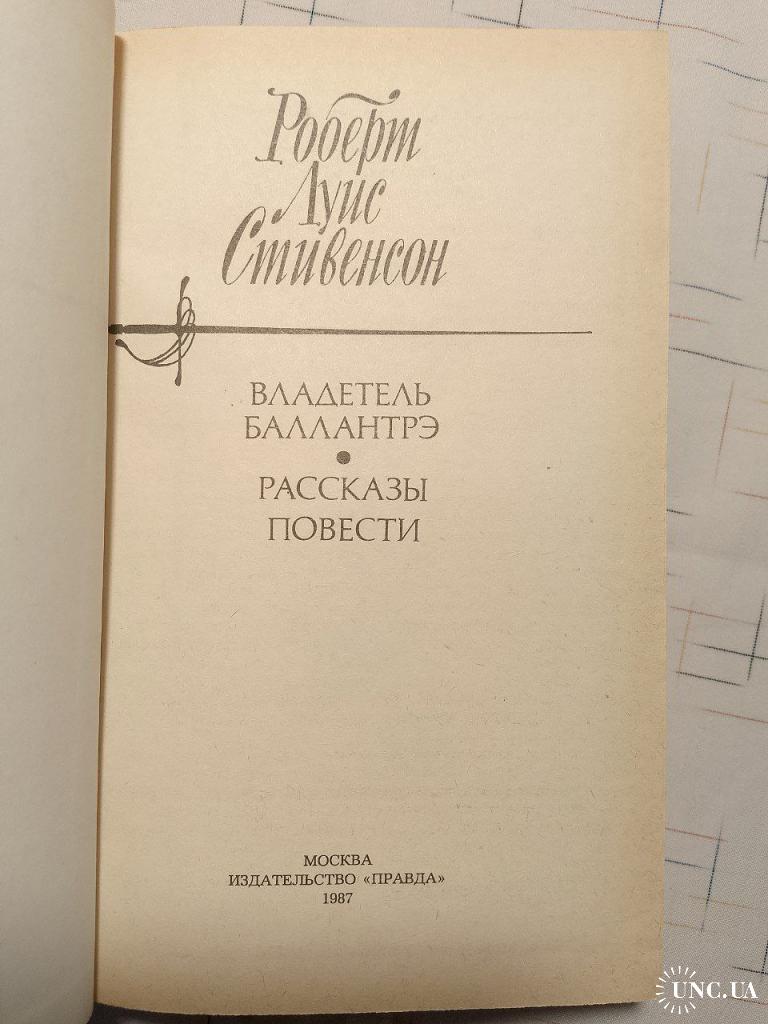 Роберт
Луис
Стивенсон
ВЛАДЕТЕЛЬ
БАЛЛАНТРЭ
•
РАССКАЗЫ
ПОВЕСТИ
МОСКВА
ИЗДАТЕЛЬСТВО «ПРАВДА»
1987
UNC.UA